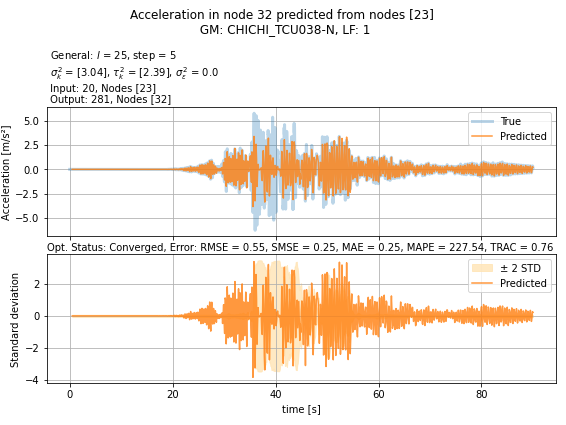 Acceleration in node 32 predicted from nodes [23]
GM: CHICHI_TCU038-N, LF: 1
General: l = 25, step = 5
σ²ₖ = [3.04], τ²ₖ = [2.39], σ²ε = 0.0
Input: 20, Nodes [23]
Output: 281, Nodes [32]
Acceleration [m/s²]
5.0
2.5
0.0
−2.5
−5.0
True
Predicted
Opt. Status: Converged, Error: RMSE = 0.55, SMSE = 0.25, MAE = 0.25, MAPE = 227.54, TRAC = 0.76
Standard deviation
2
0
−2
−4
± 2 STD
Predicted
0 20 40 60 80
time [s]